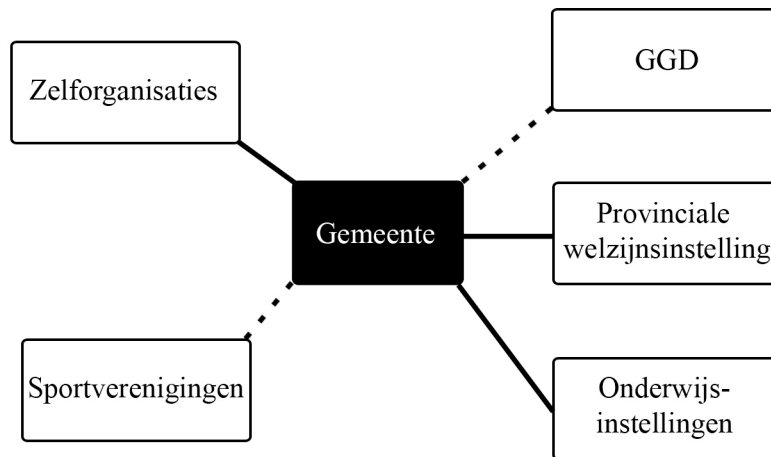 Zelforganisaties
GGD
Gemeente
Provinciale
welzijnsinstelling
Sportverenigingen
Onderwijs-
instellingen